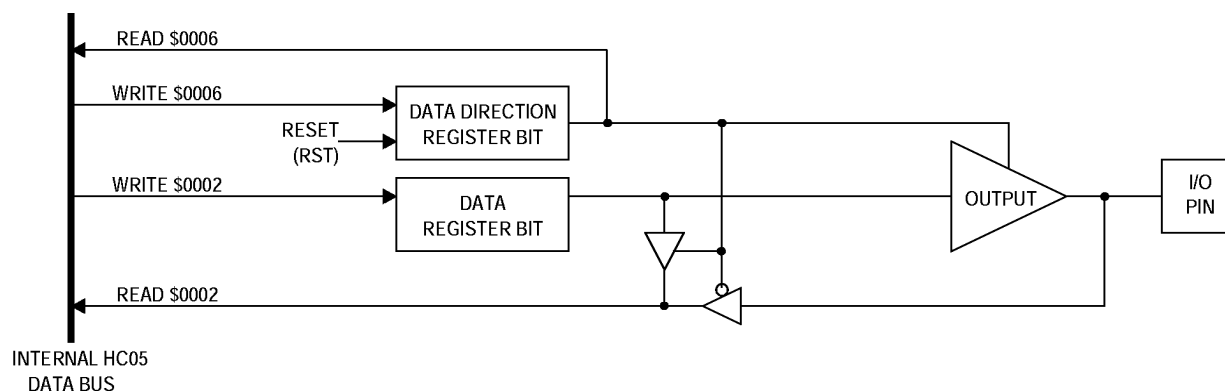 READ $0006
WRITE $0006
RESET
(RST)
DATA DIRECTION
REGISTER BIT
WRITE $0002
DATA
REGISTER BIT
OUTPUT
I/O
PIN
READ $0002
INTERNAL HC05
DATA BUS